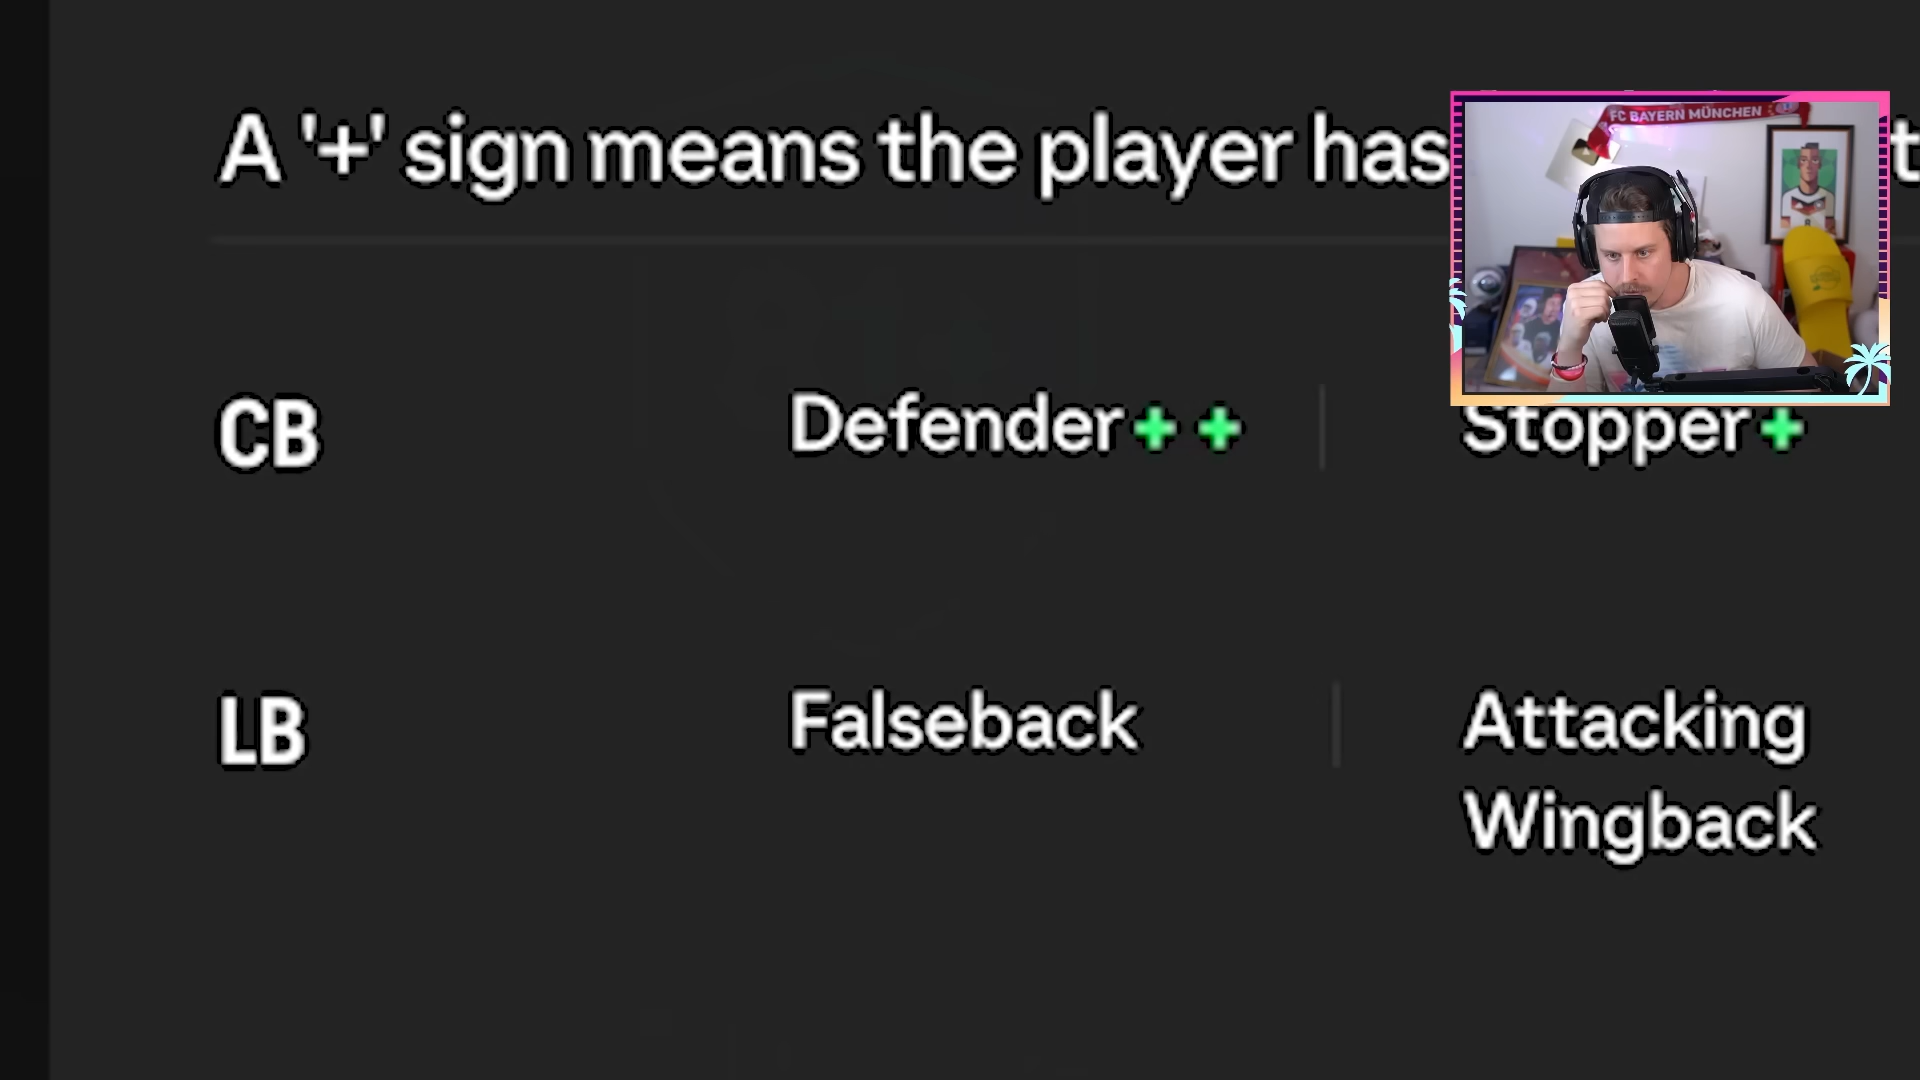 A '+' sign means the player has
FC BAYERN MÜNCHEN
CB
Defender++
Stopper+
LB
Falseback
Attacking
Wingback